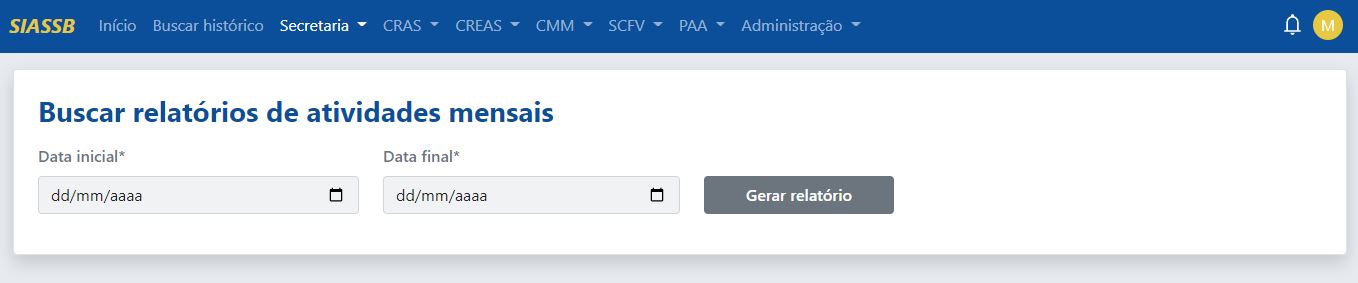 SIASSB Início Buscar histórico Secretaria CRAS CREAS CMM SCFV PAA Administração M
Buscar relatórios de atividades mensais
Data inicial* Data final*
dd/mm/aaaa dd/mm/aaaa Gerar relatório